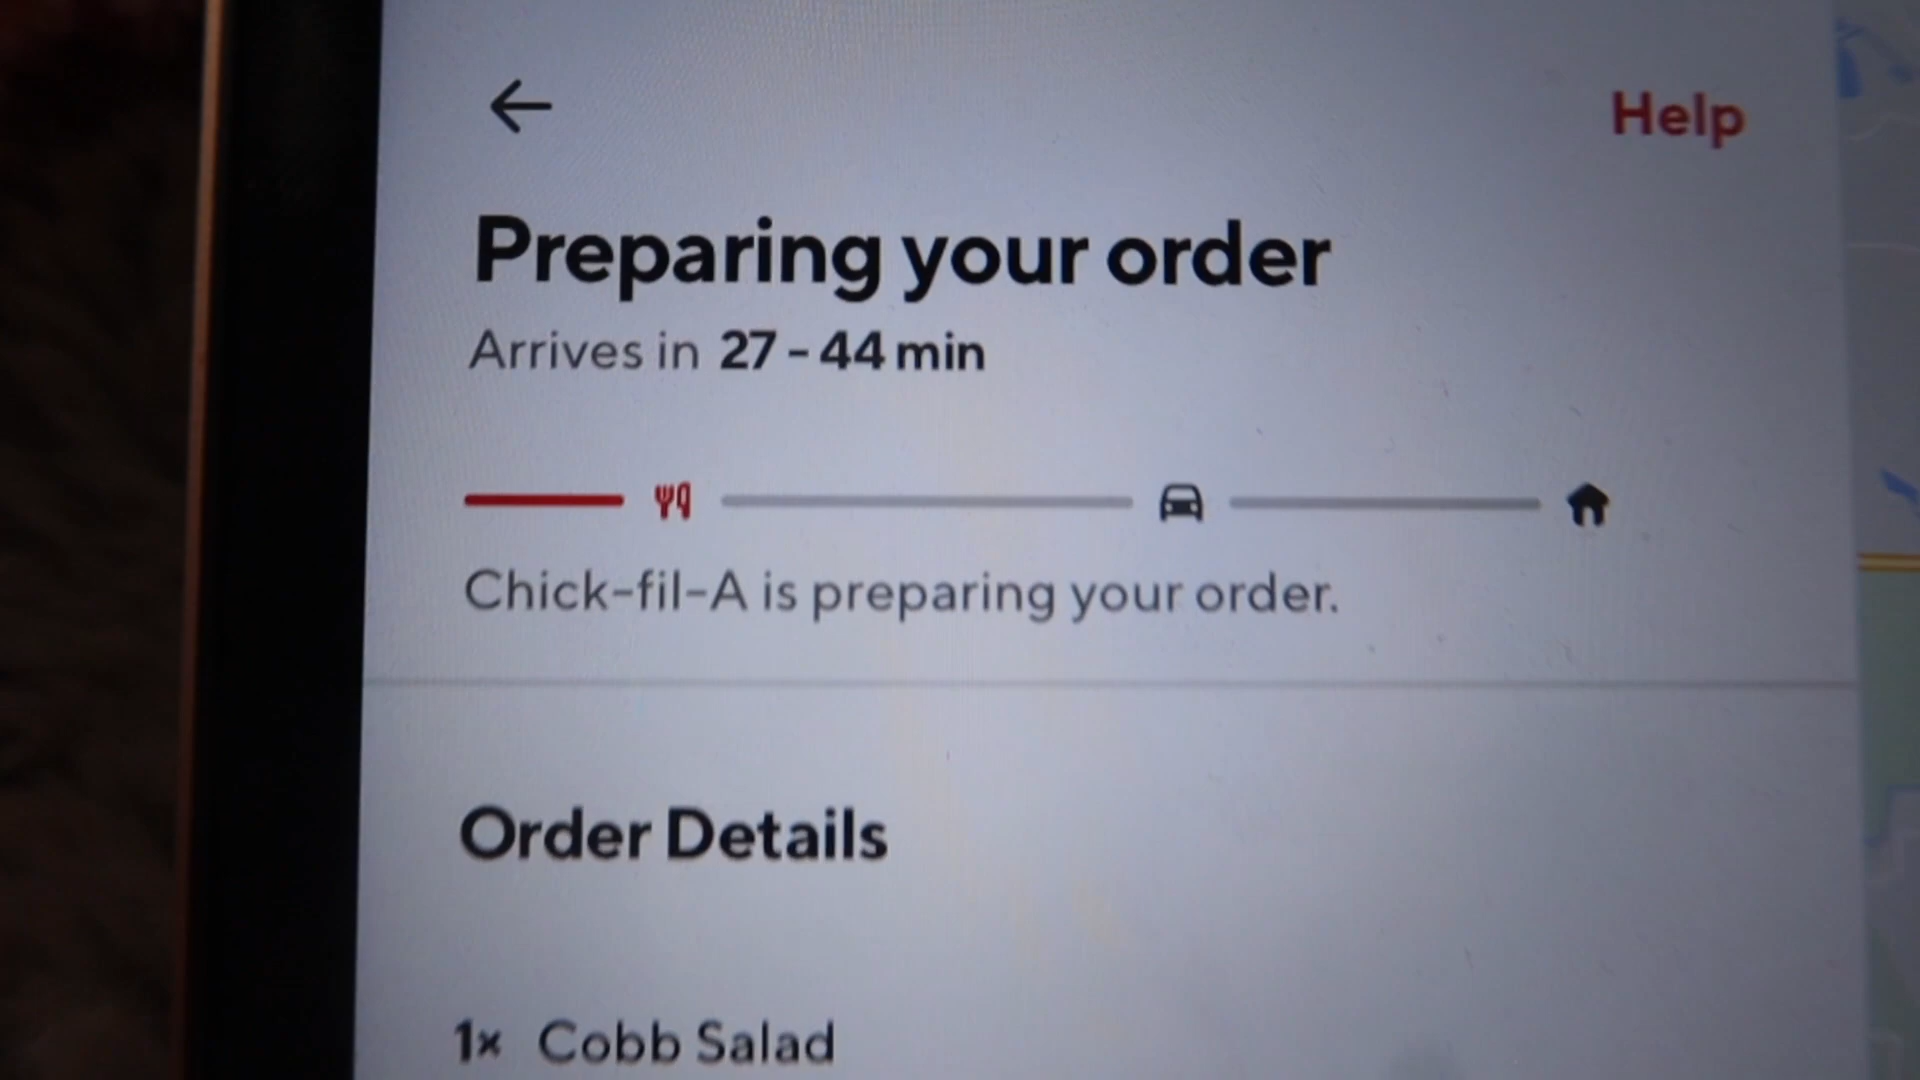 Help
Preparing your order
Arrives in 27 - 44 min
Chick-fil-A is preparing your order.
Order Details
1x Cobb Salad